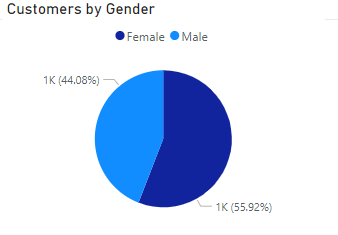 Customers by Gender
Female Male
1K (44.08%)
1K (55.92%)